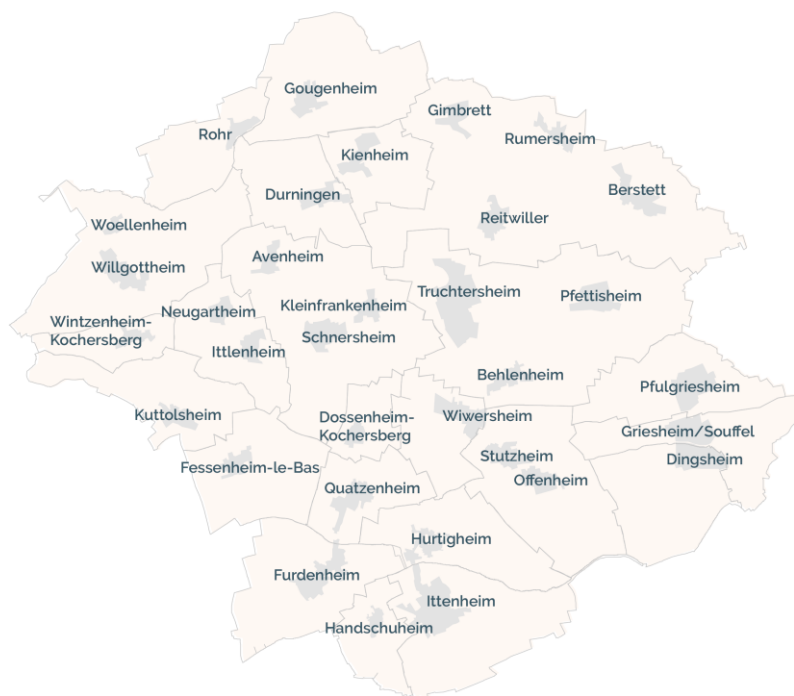 Gougenheim
Gimbrett
Rohr
Rumersheim
Kienheim
Durningen
Berstett
Reitwiller
Woellenheim
Avenheim
Willgottheim
Truchtersheim
Pfettisheim
Kleinfrankenheim
Neugartheim
Wintzenheim-
Kochersberg
Schnersheim
Ittlenheim
Behlenheim
Pfulgriesheim
Kuttolsheim
Dossenheim-
Kochersberg
Wiwersheim
Griesheim/Souffel
Stutzheim
Dingsheim
Fessenheim-le-Bas
Offenheim
Quatzenheim
Hurtigheim
Furdenheim
Ittenheim
Handschuheim